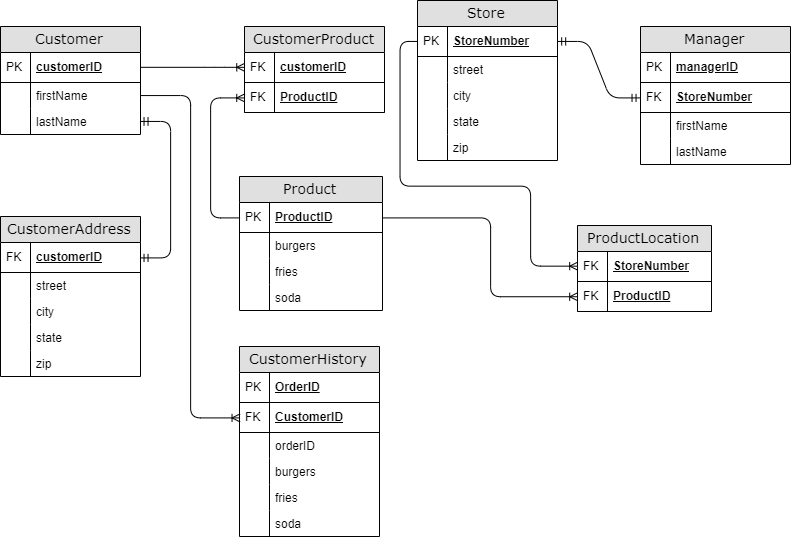 Customer
PK customerID
firstName
lastName
CustomerProduct
FK customerID
FK ProductID
Store
PK StoreNumber
street
city
state
zip
Manager
PK managerID
FK StoreNumber
firstName
lastName
CustomerAddress
FK customerID
street
city
state
zip
Product
PK ProductID
burgers
fries
soda
ProductLocation
FK StoreNumber
FK ProductID
CustomerHistory
PK OrderID
FK CustomerID
orderID
burgers
fries
soda